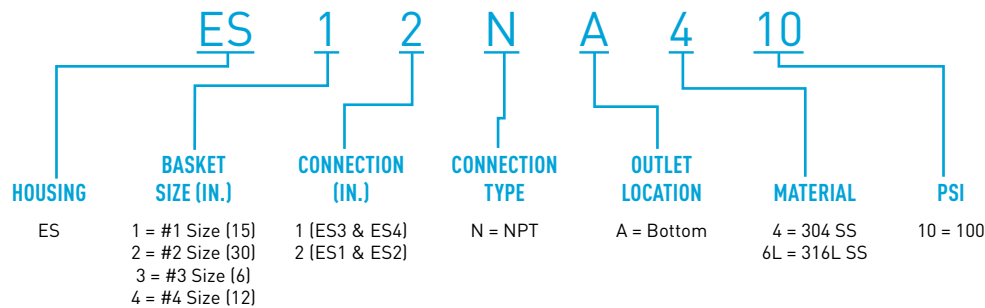 ES 1 2 N A 4 10
HOUSING
BASKET
SIZE (IN.)
CONNECTION
(IN.)
CONNECTION
TYPE
OUTLET
LOCATION
MATERIAL
PSI
ES
1 = #1 Size (15)
2 = #2 Size (30)
3 = #3 Size (6)
4 = #4 Size (12)
1 (ES3 & ES4)
2 (ES1 & ES2)
N = NPT
A = Bottom
4 = 304 SS
6L = 316L SS
10 = 100